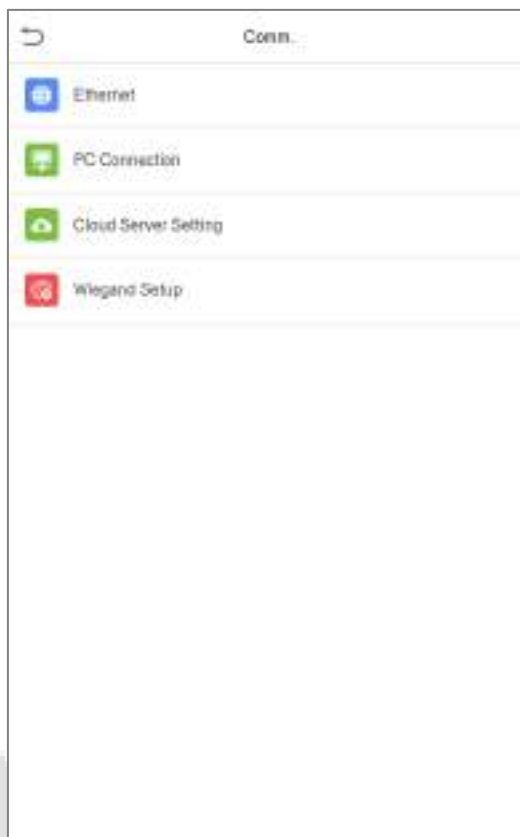 Comm.
Ethernet
PC Connection
Cloud Server Setting
Wiegand Setup